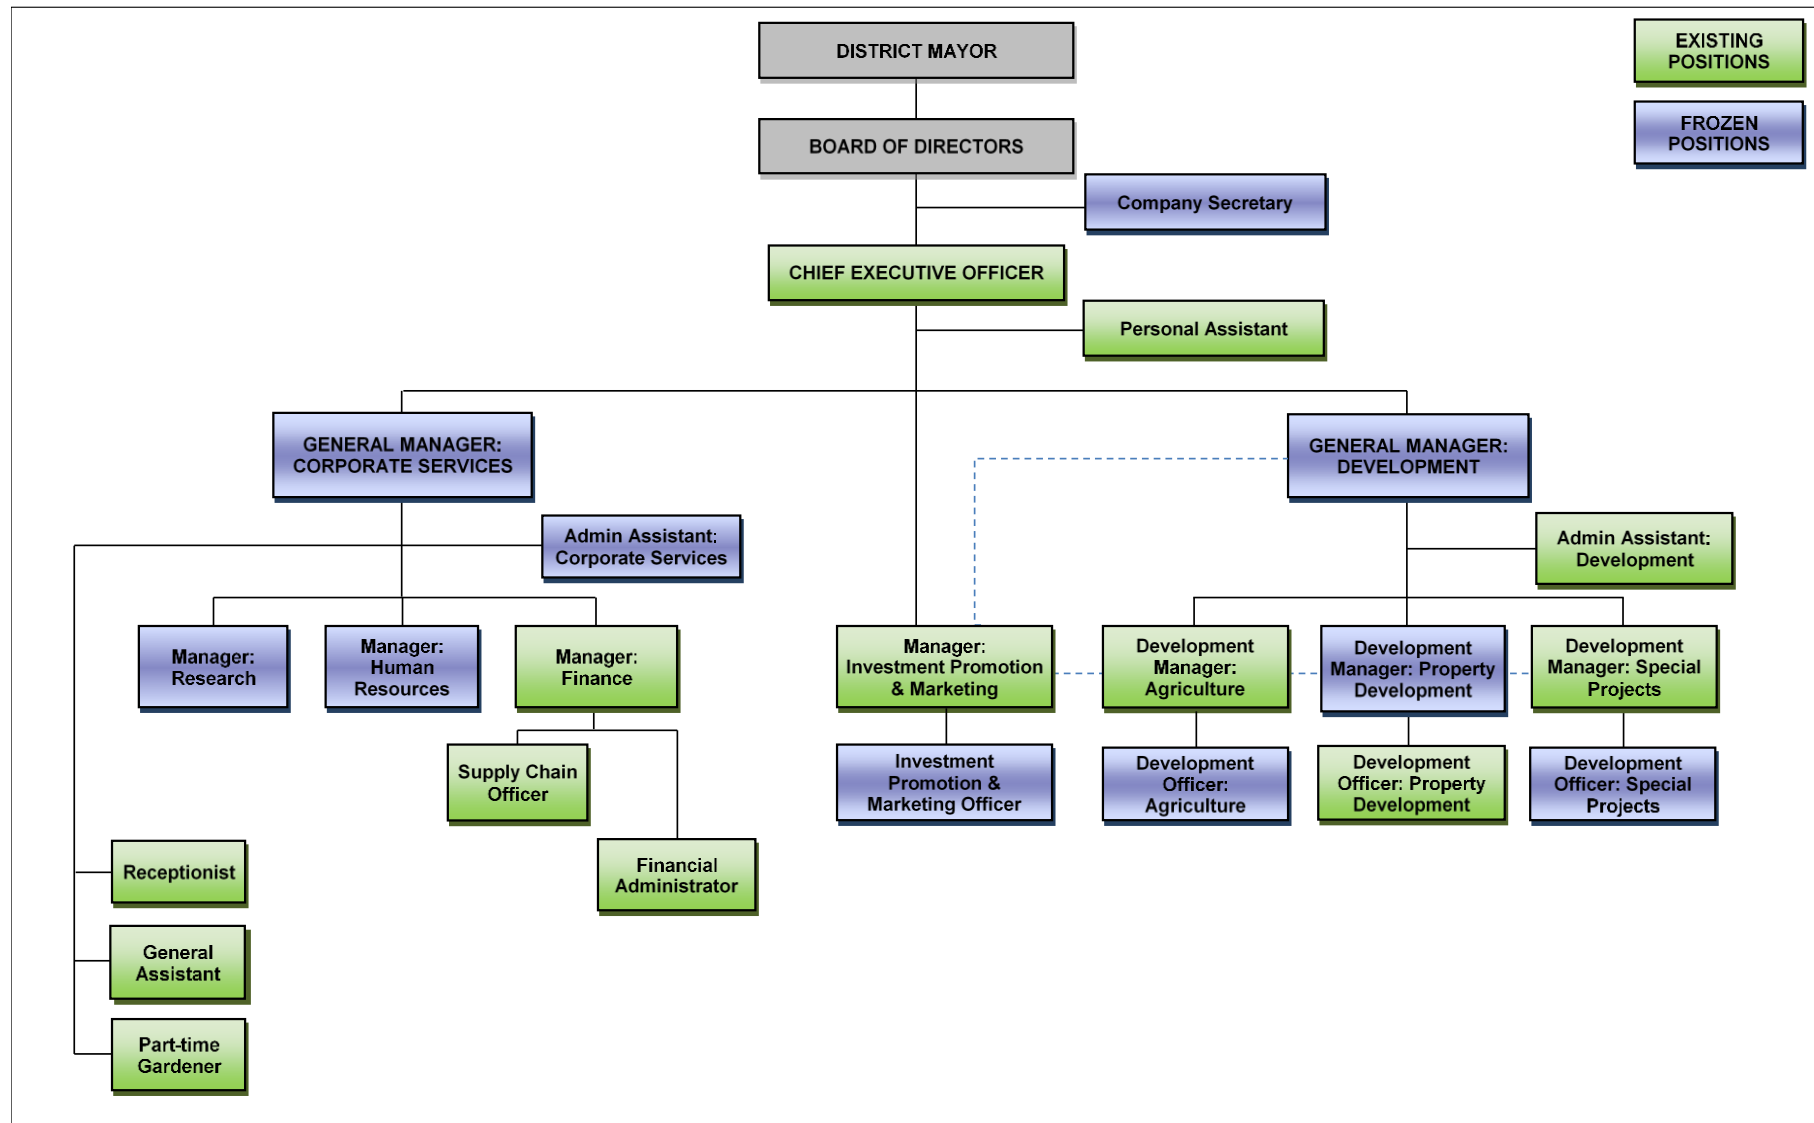 DISTRICT MAYOR
EXISTING
POSITIONS
FROZEN
POSITIONS
BOARD OF DIRECTORS
Company Secretary
CHIEF EXECUTIVE OFFICER
Personal Assistant
GENERAL MANAGER:
CORPORATE SERVICES
GENERAL MANAGER:
DEVELOPMENT
Admin Assistant:
Corporate Services
Admin Assistant:
Development
Manager:
Research
Manager:
Human
Resources
Manager:
Finance
Manager:
Investment Promotion
& Marketing
Development
Manager:
Agriculture
Development
Manager: Property
Development
Development
Manager: Special
Projects
Supply Chain
Officer
Investment
Promotion &
Marketing Officer
Development
Officer:
Agriculture
Development
Officer: Property
Development
Development
Officer: Special
Projects
Receptionist
Financial
Administrator
General
Assistant
Part-time
Gardener